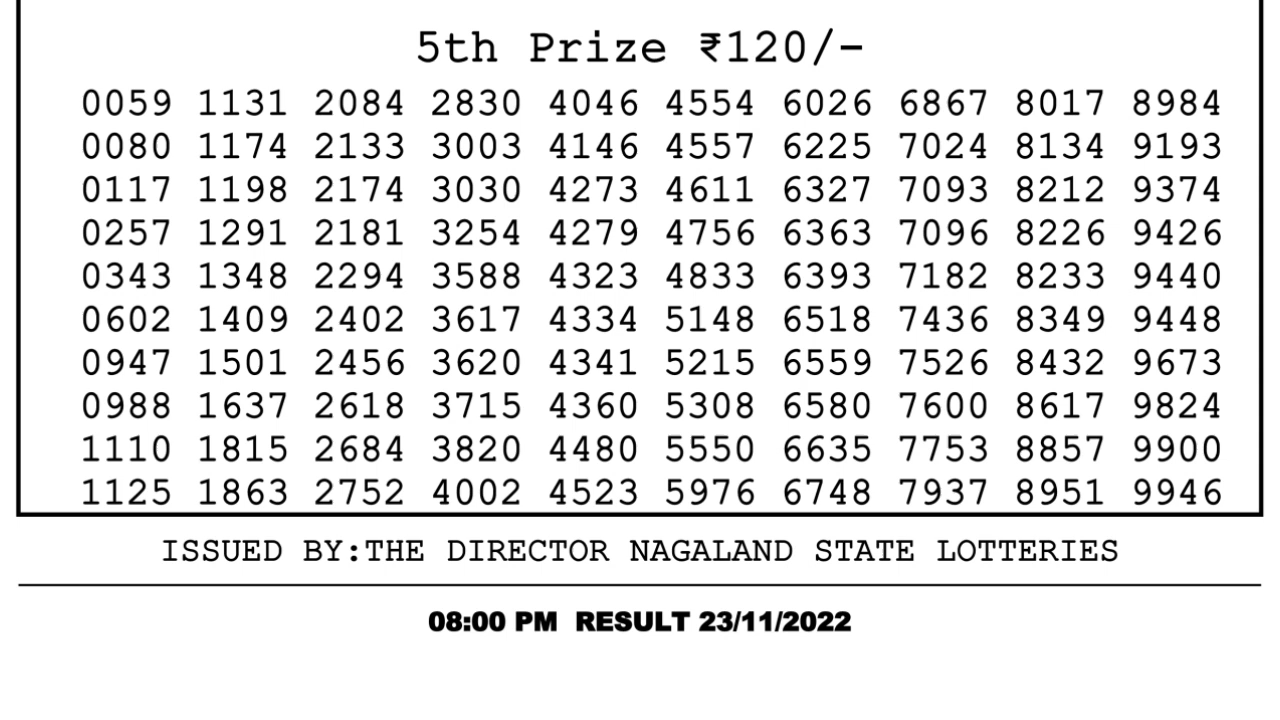 5th Prize ₹120/-
0059 1131 2084 2830 4046 4554 6026 6867 8017 8984
0080 1174 2133 3003 4146 4557 6225 7024 8134 9193
0117 1198 2174 3030 4273 4611 6327 7093 8212 9374
0257 1291 2181 3254 4279 4756 6363 7096 8226 9426
0343 1348 2294 3588 4323 4833 6393 7182 8233 9440
0602 1409 2402 3617 4334 5148 6518 7436 8349 9448
0947 1501 2456 3620 4341 5215 6559 7526 8432 9673
0988 1637 2618 3715 4360 5308 6580 7600 8617 9824
1110 1815 2684 3820 4480 5550 6635 7753 8857 9900
1125 1863 2752 4002 4523 5976 6748 7937 8951 9946
ISSUED BY:THE DIRECTOR NAGALAND STATE LOTTERIES
08:00 PM RESULT 23/11/2022